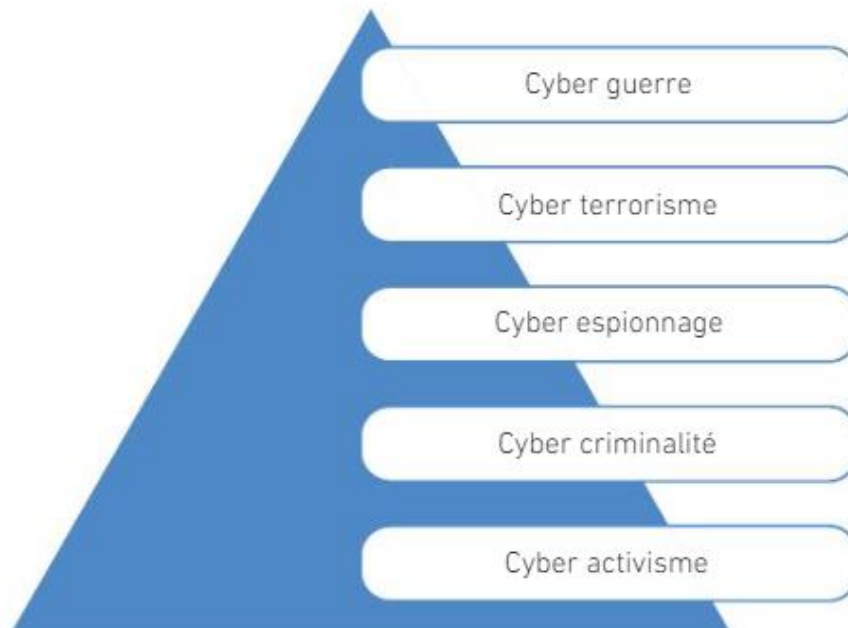 Cyber guerre
Cyber terrorisme
Cyber espionnage
Cyber criminalité
Cyber activisme